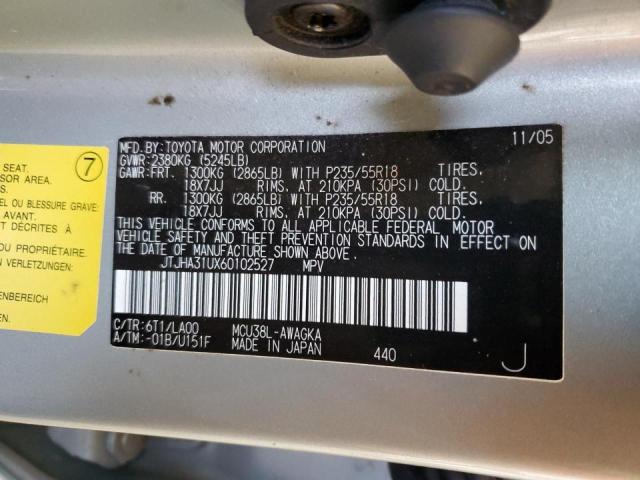 7
SEAT.
SOR AREA.
EL OU BLESSURE GRAVE:
AVANT.
T DÉCRITES À
DU PROPRIÉTAIRE.
MFD.BY:TOYOTA MOTOR CORPORATION 11/05
GVWR:2380KG (5245LB)
GAWR:FRT. 1300KG (2865LB) WITH P235/55R18 TIRES.
18X7JJ RIMS, AT 210KPA (30PSI) COLD.
RR. 1300KG (2865LB) WITH P235/55R18 TIRES.
18X7JJ RIMS, AT 210KPA (30PSI) COLD.
THIS VEHICLE CONFORMS TO ALL APPLICABLE FEDERAL MOTOR
VEHICLE SAFETY AND THEFT PREVENTION STANDARDS IN EFFECT ON
THE DATE OF MANUFACTURE SHOWN ABOVE.
JTJHA31UX60102527 MPV
C/TR:6T1/LA00 MCU38L-AWAGKA
A/TM:-01B/U151F MADE IN JAPAN 440 J